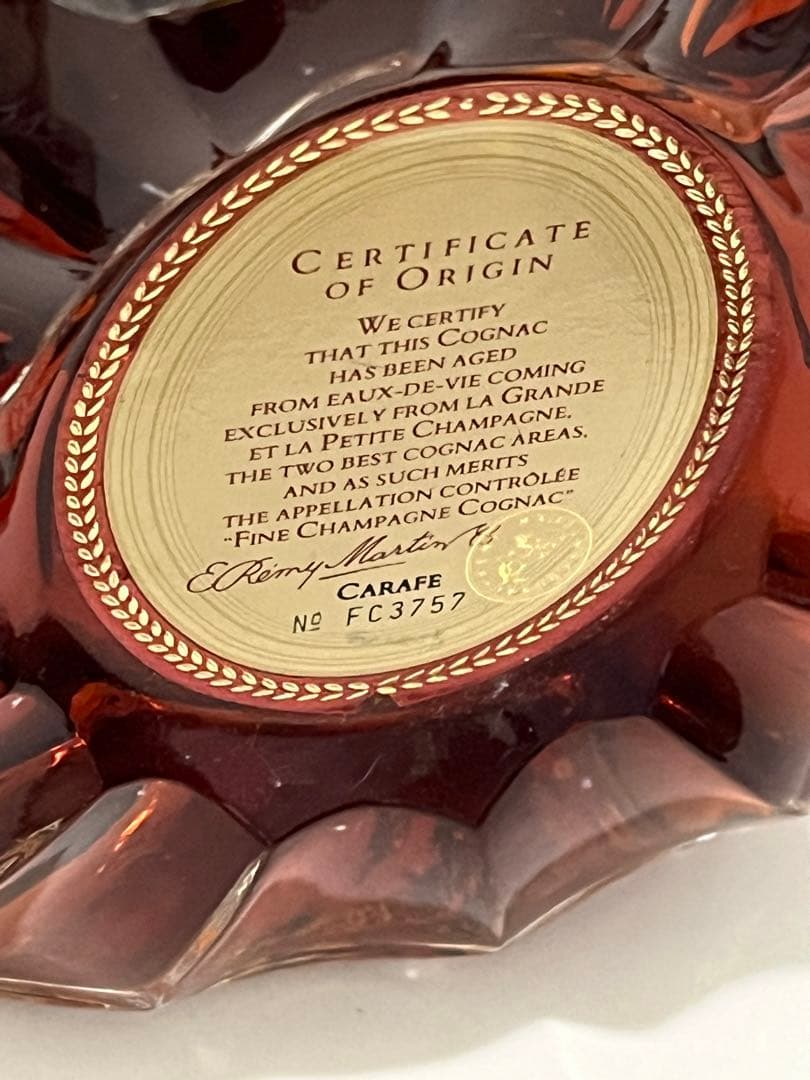 CERTIFICATE
OF ORIGIN
WE CERTIFY
THAT THIS COGNAC
HAS BEEN AGED
FROM EAUX-DE-VIE COMING
EXCLUSIVELY FROM LA GRANDE
ET LA PETITE CHAMPAGNE,
THE TWO BEST COGNAC AREAS,
AND AS SUCH MERITS
THE APPELLATION CONTRÔLÉE
"FINE CHAMPAGNE COGNAC"
E. Rémy Martin & Co
CARAFE
Nº FC3757